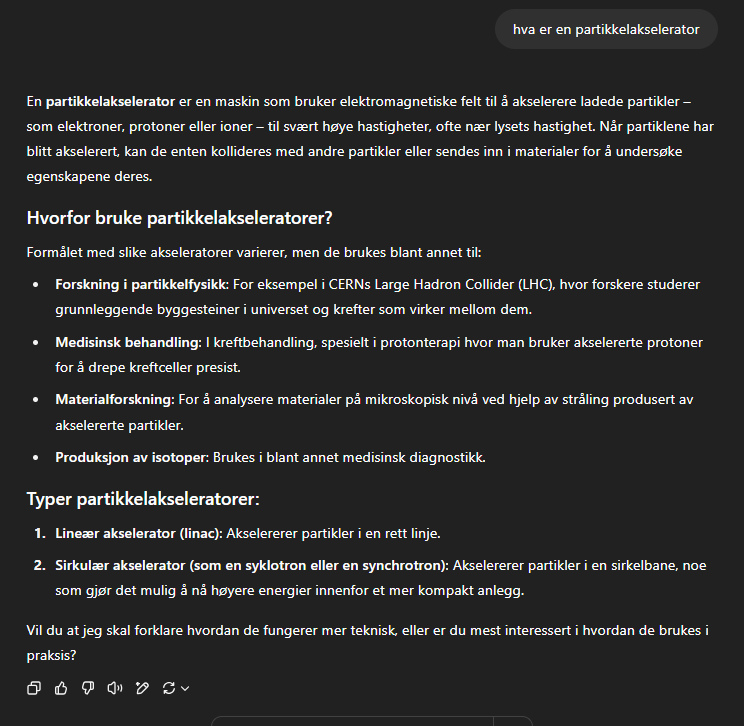 hva er en partikkelakselerator
En partikkelakselerator er en maskin som bruker elektromagnetiske felt til å akselerere ladede partikler –
som elektroner, protoner eller ioner – til svært høye hastigheter, ofte nær lysets hastighet. Når partiklene har
blitt akselerert, kan de enten kollideres med andre partikler eller sendes inn i materialer for å undersøke
egenskapene deres.
Hvorfor bruke partikkelakseleratorer?
Formålet med slike akseleratorer varierer, men de brukes blant annet til:
• Forskning i partikkelfysikk: For eksempel i CERNs Large Hadron Collider (LHC), hvor forskere studerer
grunnleggende byggesteiner i universet og krefter som virker mellom dem.
• Medisinsk behandling: I kreftbehandling, spesielt i protonterapi hvor man bruker akselererte protoner
for å drepe kreftceller presist.
• Materialforskning: For å analysere materialer på mikroskopisk nivå ved hjelp av stråling produsert av
akselererte partikler.
• Produksjon av isotoper: Brukes i blant annet medisinsk diagnostikk.
Typer partikkelakseleratorer:
1. Lineær akselerator (linac): Akselererer partikler i en rett linje.
2. Sirkulær akselerator (som en syklotron eller en synchrotron): Akselererer partikler i en sirkelbane, noe
som gjør det mulig å nå høyere energier innenfor et mer kompakt anlegg.
Vil du at jeg skal forklare hvordan de fungerer mer teknisk, eller er du mest interessert i hvordan de brukes i
praksis?